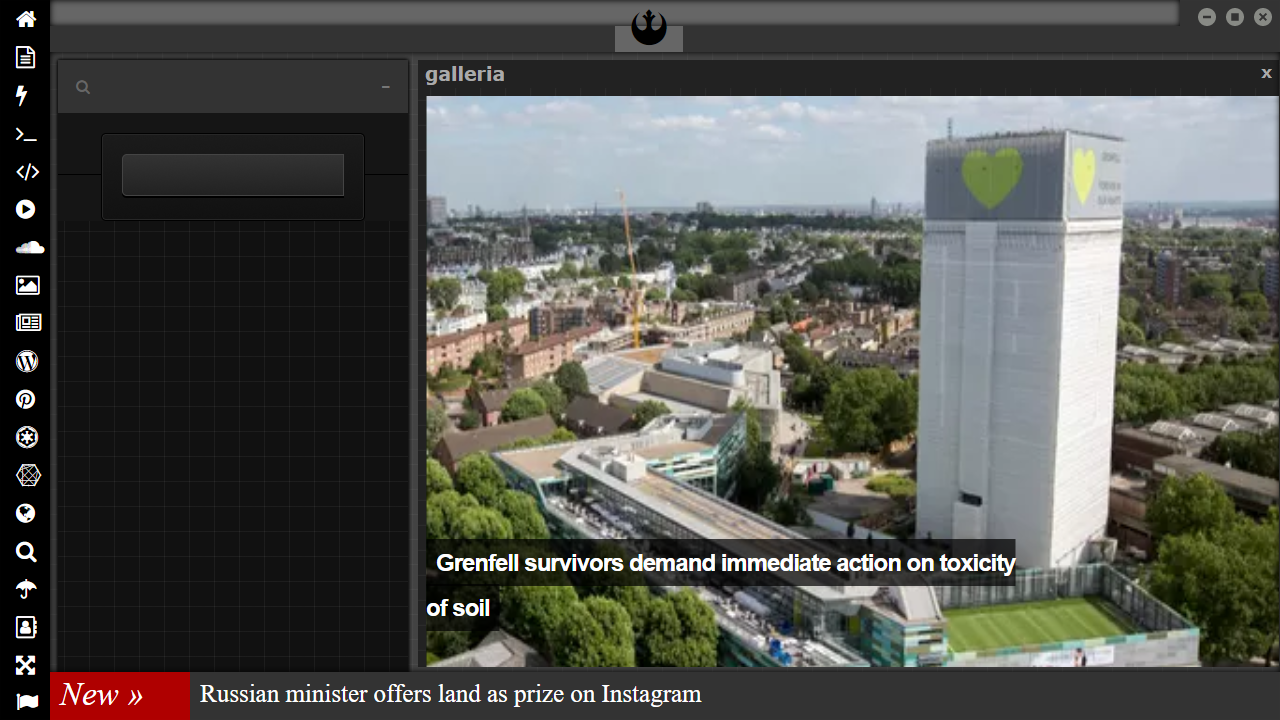 galleria
x
Grenfell survivors demand immediate action on toxicity
of soil
New »
Russian minister offers land as prize on Instagram